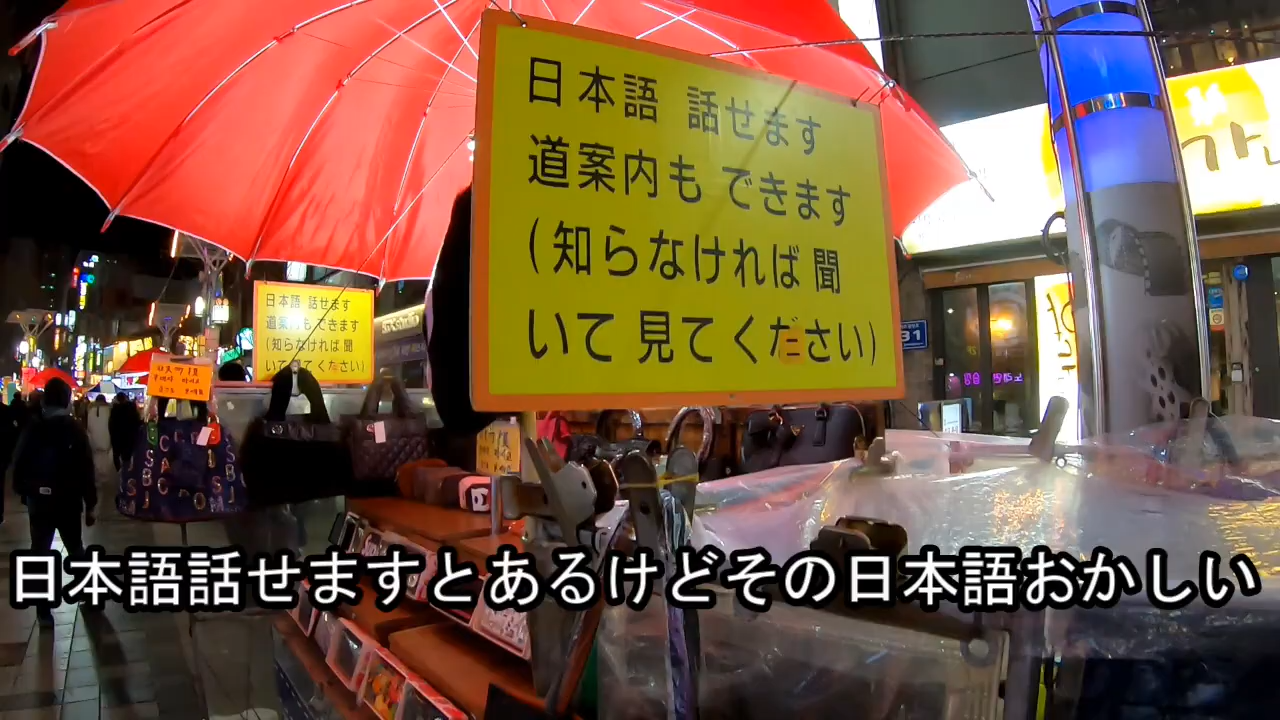 日本語 話せます
道案内も できます
(知らなければ 聞
いて 見てください)
日本語 話せます
道案内も できます
(知らなければ 聞
いて 見てください)
31
日本語話せますとあるけどその日本語おかしい